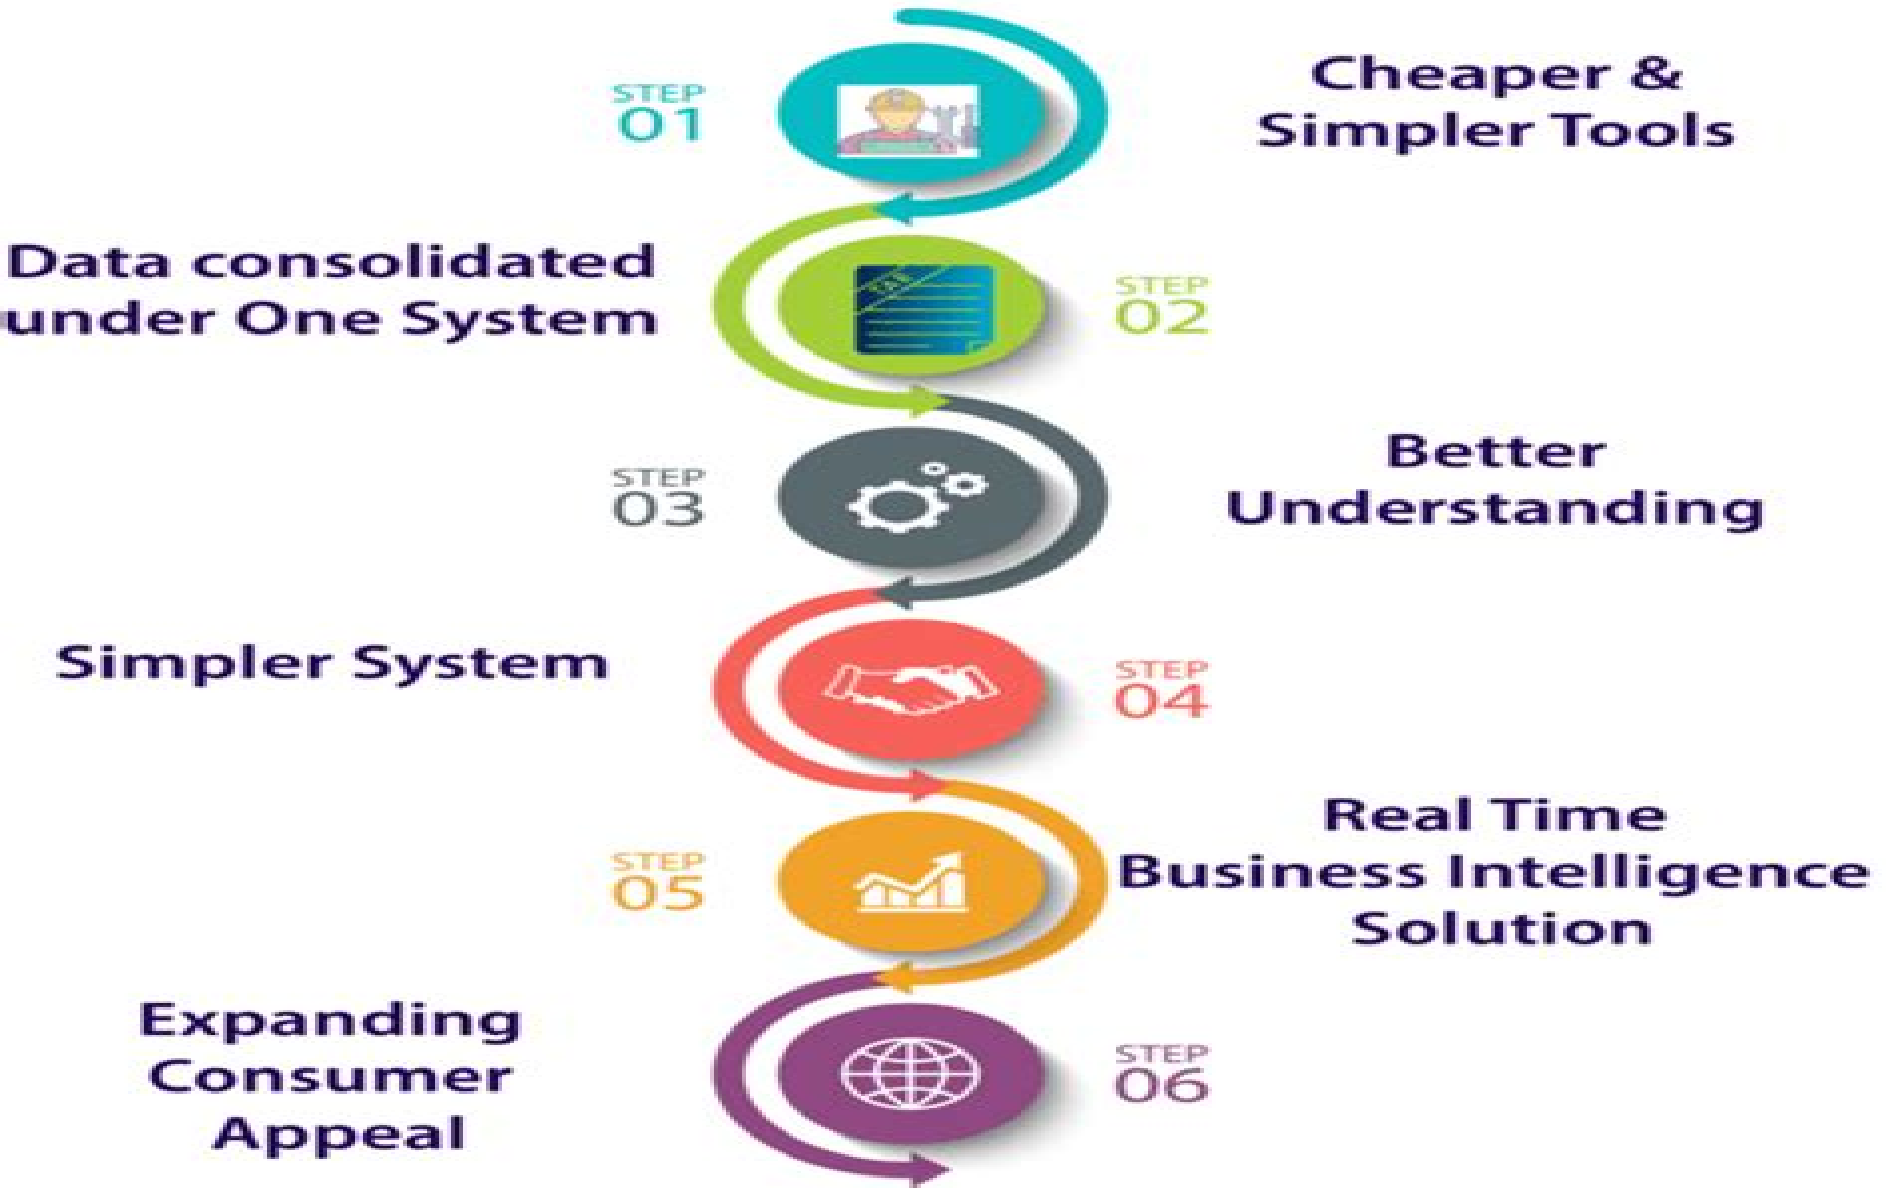 STEP
01
Cheaper &
Simpler Tools
Data consolidated
under One System
STEP
02
STEP
03
Better
Understanding
Simpler System
STEP
04
STEP
05
Real Time
Business Intelligence
Solution
Expanding
Consumer
Appeal
STEP
06